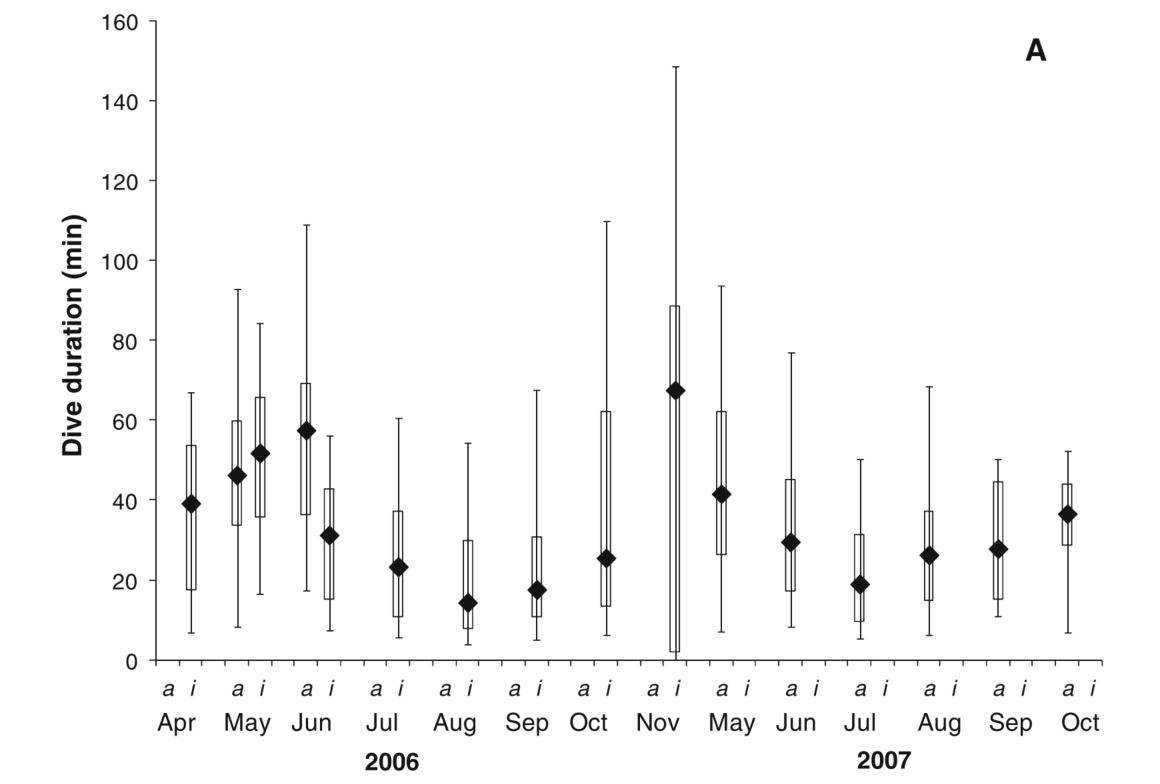 A
Dive duration (min)
160
140
120
100
80
60
40
20
0
a i a i a i a i a i a i a i a i a i a i a i a i a i a i
Apr May Jun Jul Aug Sep Oct Nov May Jun Jul Aug Sep Oct
2006 2007